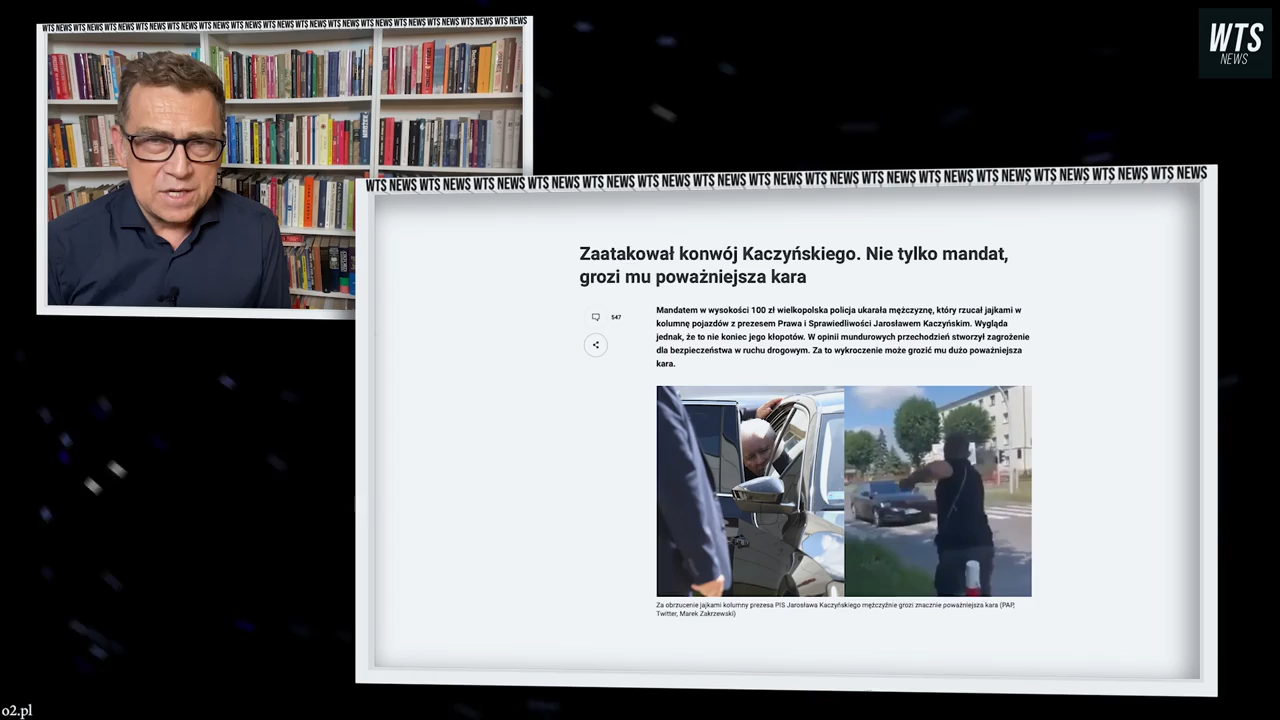 WTS NEWS WTS NEWS WTS NEWS WTS NEWS WTS NEWS WTS NEWS WTS NEWS WTS NEWS WTS NEWS WTS NEWS WTS NEWS WTS NEWS WTS NEWS WTS NEWS WTS NEWS
WTS
NEWS
WTS NEWS WTS NEWS WTS NEWS WTS NEWS WTS NEWS WTS NEWS WTS NEWS WTS NEWS WTS NEWS WTS NEWS WTS NEWS WTS NEWS WTS NEWS WTS NEWS WTS NEWS
Zaatakował konwój Kaczyńskiego. Nie tylko mandat,
grozi mu poważniejsza kara
547
Mandatem w wysokości 100 zł wielkopolska policja ukarała mężczyznę, który rzucał jajkami w
kolumnę pojazdów z prezesem Prawa i Sprawiedliwości Jarosławem Kaczyńskim. Wygląda
jednak, że to nie koniec jego kłopotów. W opinii mundurowych przechodzień stworzył zagrożenie
dla bezpieczeństwa w ruchu drogowym. Za to wykroczenie może grozić mu dużo poważniejsza
kara.
Za obrzucenie jajkami kolumny prezesa PiS Jarosława Kaczyńskiego mężczyźnie grozi znacznie poważniejsza kara (PAP,
Twitter, Marek Zakrzewski)
o2.pl